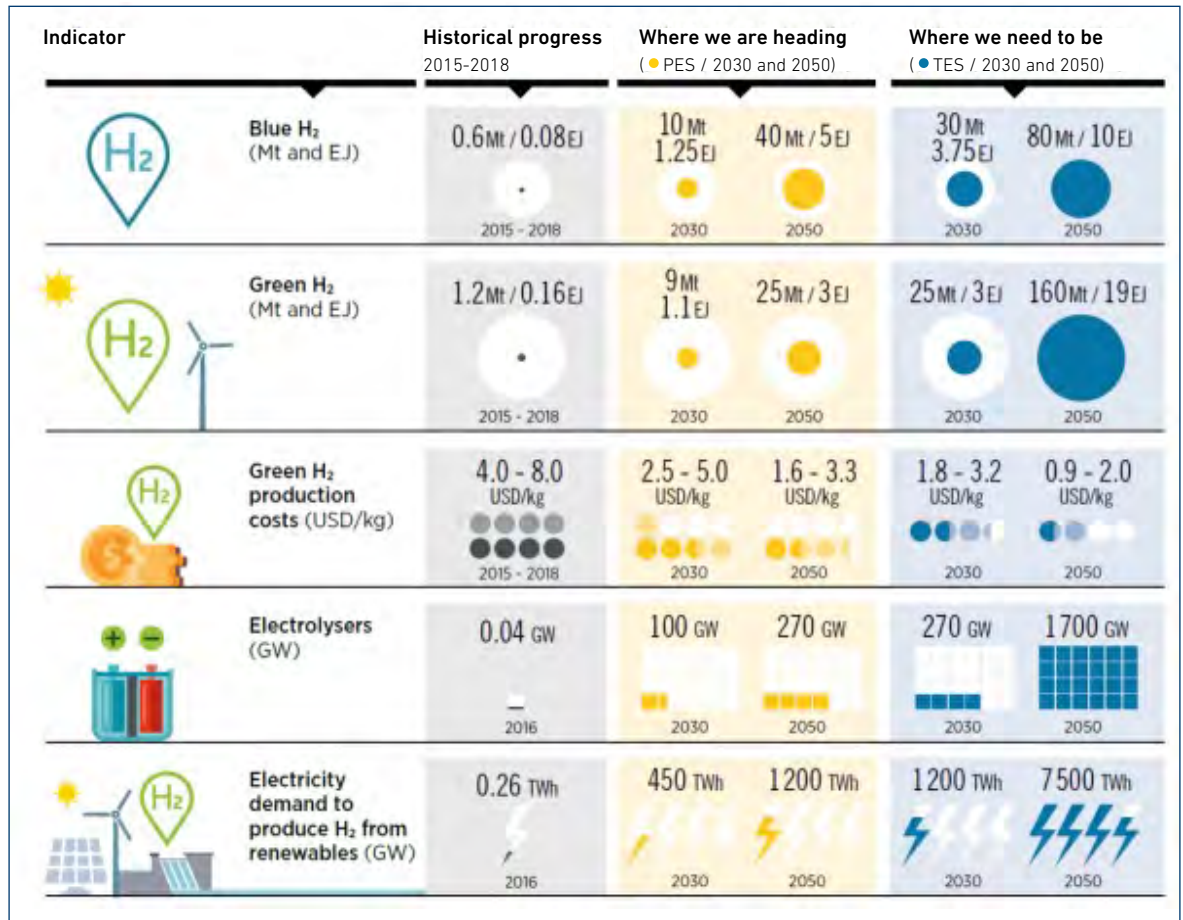 Indicator
Historical progress
2015-2018
Where we are heading
(● PES / 2030 and 2050)
Where we need to be
(● TES / 2030 and 2050)
H₂
Blue H₂
(Mt and EJ)
0.6Mt / 0.08EJ
2015 - 2018
10 Mt
1.25EJ
2030
40Mt / 5EJ
2050
30 Mt
3.75EJ
2030
80Mt / 10EJ
2050
H₂
Green H₂
(Mt and EJ)
1.2Mt / 0.16EJ
2015 - 2018
9Mt
1.1EJ
2030
25Mt / 3EJ
2050
25Mt / 3EJ
2030
160Mt / 19EJ
2050
H₂
$
Green H₂
production
costs (USD/kg)
4.0 - 8.0
USD/kg
2015 - 2018
2.5 - 5.0
USD/kg
2030
1.6 - 3.3
USD/kg
2050
1.8 - 3.2
USD/kg
2030
0.9 - 2.0
USD/kg
2050
+ −
Electrolysers
(GW)
0.04 GW
2016
100 GW
2030
270 GW
2050
270 GW
2030
1700 GW
2050
H₂
Electricity
demand to
produce H₂ from
renewables (GW)
0.26 TWh
2016
450 TWh
2030
1200 TWh
2050
1200 TWh
2030
7500 TWh
2050